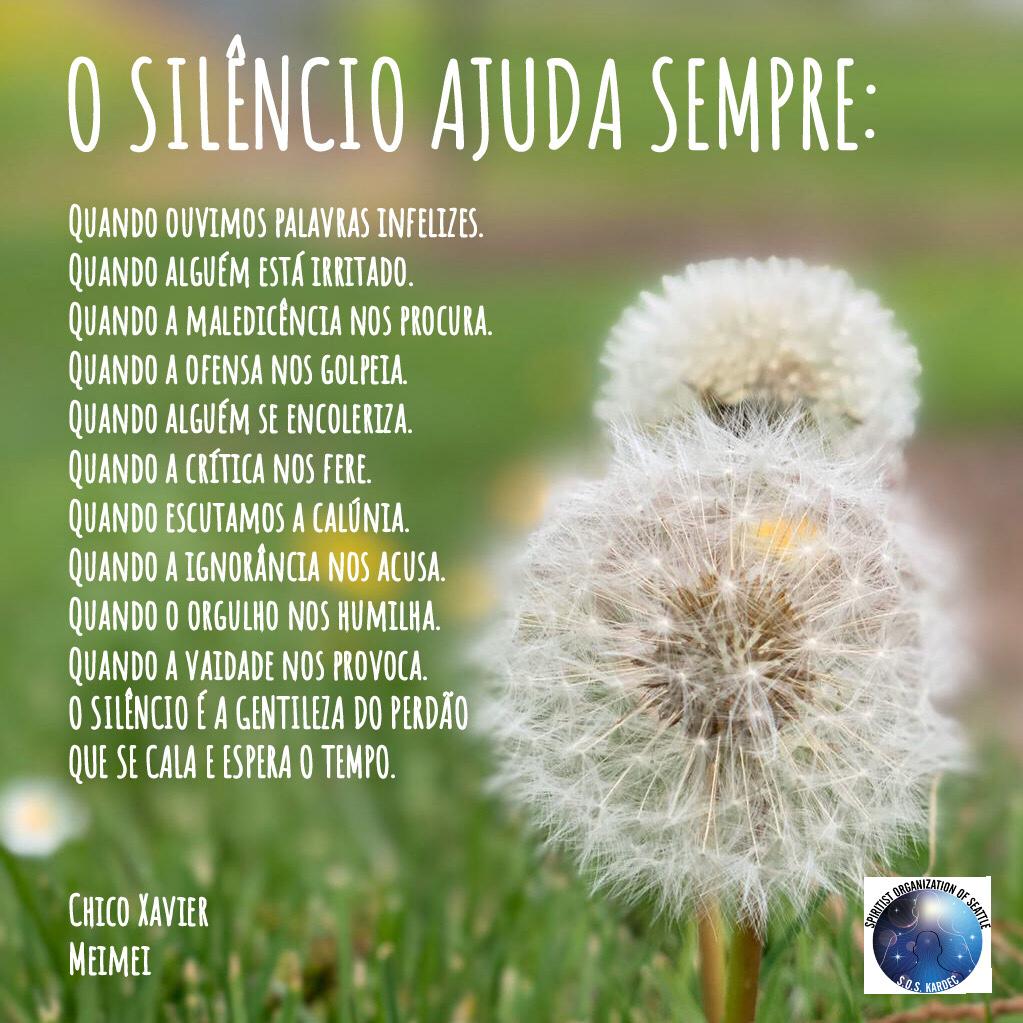 O SILÊNCIO AJUDA SEMPRE:
QUANDO OUVIMOS PALAVRAS INFELIZES.
QUANDO ALGUÉM ESTÁ IRRITADO.
QUANDO A MALEDICÊNCIA NOS PROCURA.
QUANDO A OFENSA NOS GOLPEIA.
QUANDO ALGUÉM SE ENCOLERIZA.
QUANDO A CRÍTICA NOS FERE.
QUANDO ESCUTAMOS A CALÚNIA.
QUANDO A IGNORÂNCIA NOS ACUSA.
QUANDO O ORGULHO NOS HUMILHA.
QUANDO A VAIDADE NOS PROVOCA.
O SILÊNCIO É A GENTILEZA DO PERDÃO
QUE SE CALA E ESPERA O TEMPO.
CHICO XAVIER
MEIMEI
SPIRITIST ORGANIZATION OF SEATTLE
S.O.S. KARDEC